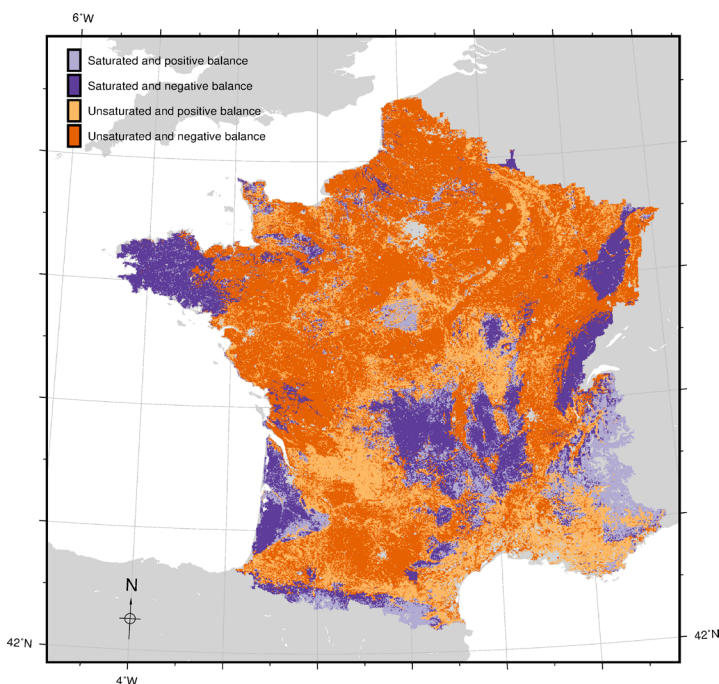 6°W
Saturated and positive balance
Saturated and negative balance
Unsaturated and positive balance
Unsaturated and negative balance
N
42°N
42°N
4°W